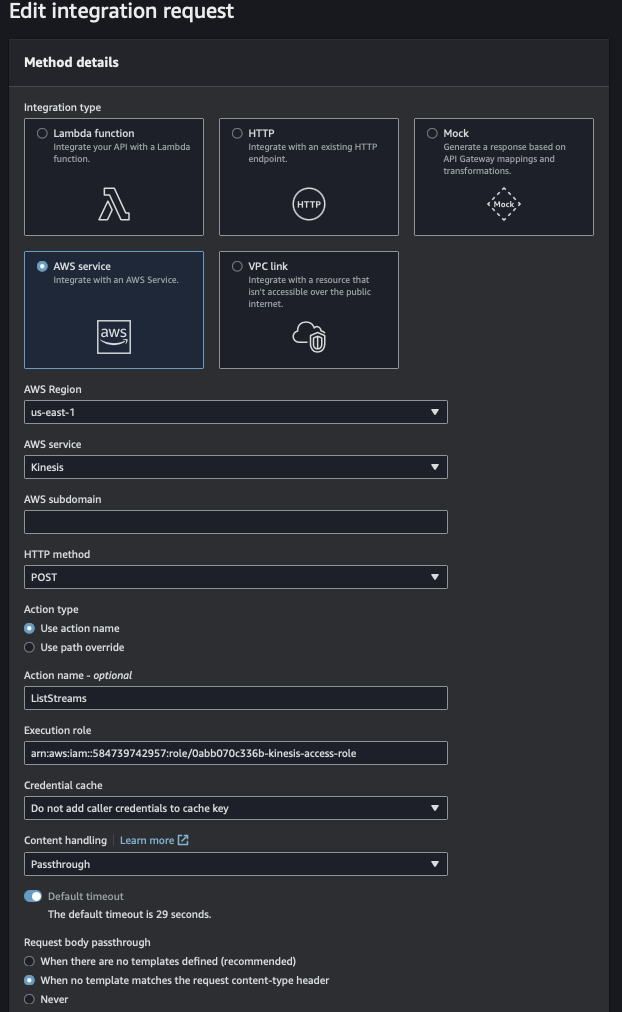 Edit integration request
Method details
Integration type
Lambda function
Integrate your API with a Lambda
function.
HTTP
Integrate with an existing HTTP
endpoint.
HTTP
Mock
Generate a response based on
API Gateway mappings and
transformations.
Mock
AWS service
Integrate with an AWS Service.
aws
VPC link
Integrate with a resource that
isn't accessible over the public
internet.
AWS Region
us-east-1
AWS service
Kinesis
AWS subdomain
HTTP method
POST
Action type
Use action name
Use path override
Action name - optional
ListStreams
Execution role
arn:aws:iam::584739742957:role/0abb070c336b-kinesis-access-role
Credential cache
Do not add caller credentials to cache key
Content handling | Learn more
Passthrough
Default timeout
The default timeout is 29 seconds.
Request body passthrough
When there are no templates defined (recommended)
When no template matches the request content-type header
Never